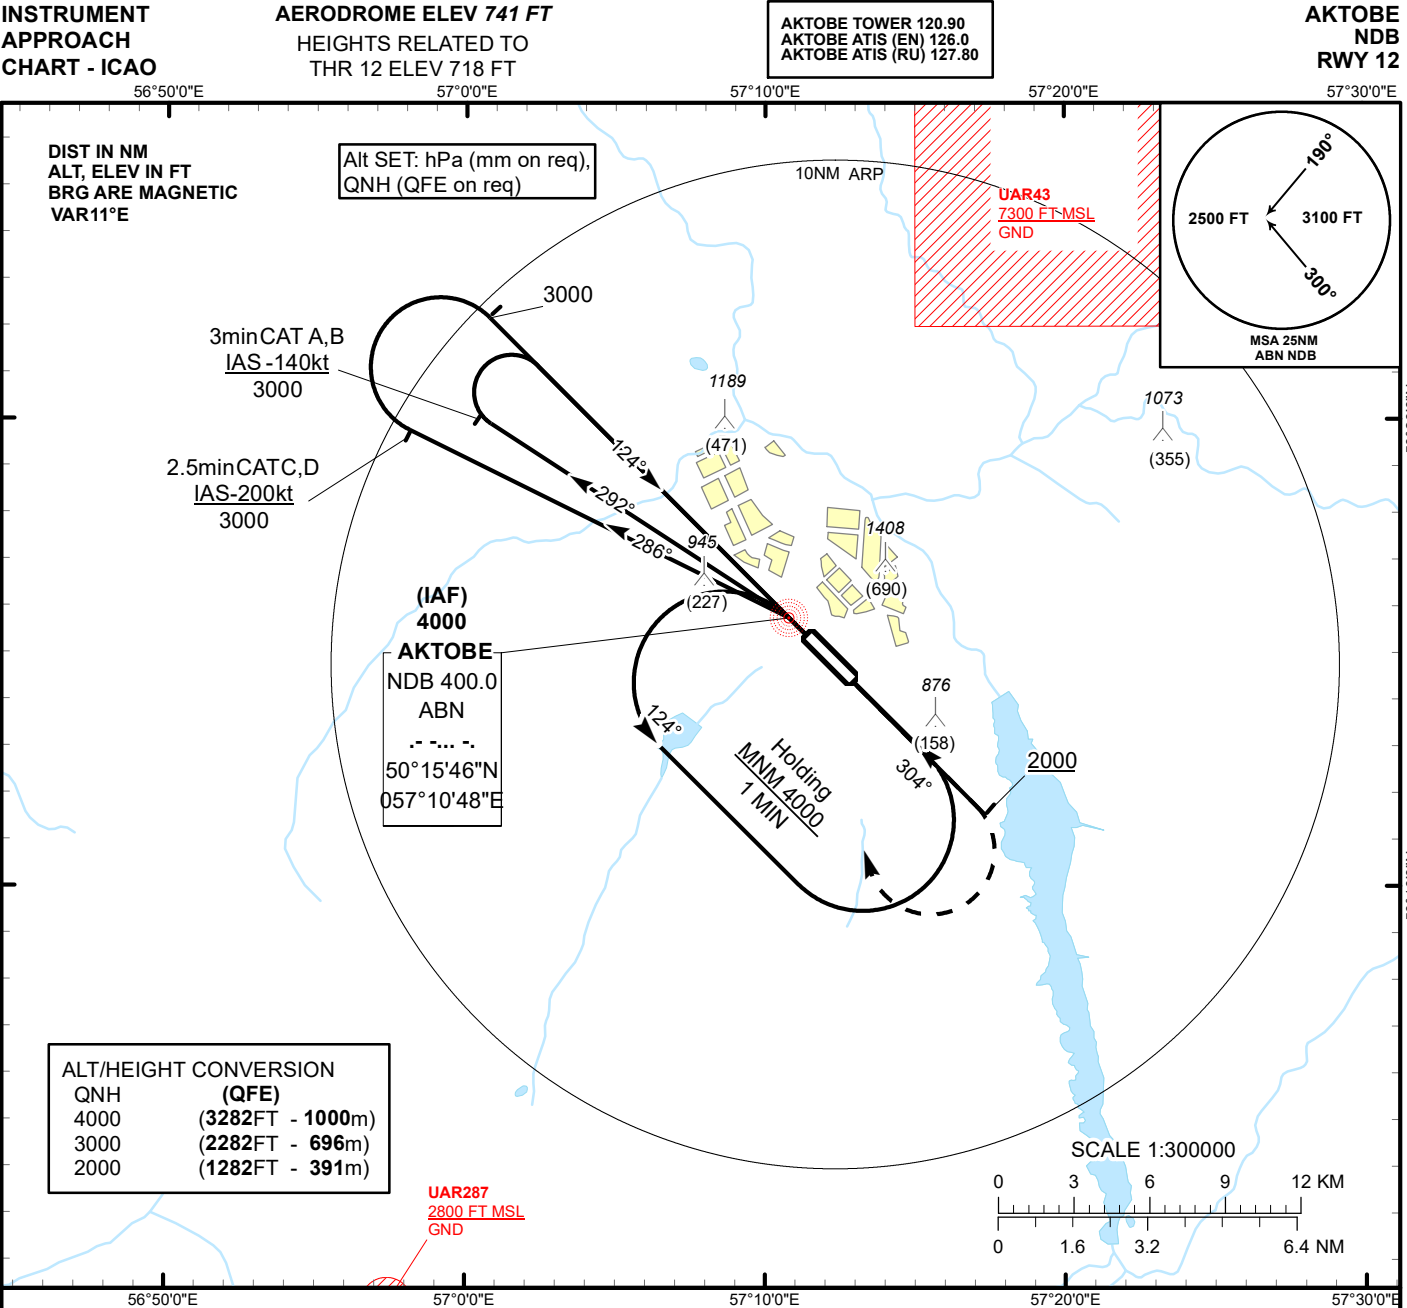 INSTRUMENT
APPROACH
CHART - ICAO
AERODROME ELEV 741 FT
HEIGHTS RELATED TO
THR 12 ELEV 718 FT
AKTOBE TOWER 120.90
AKTOBE ATIS (EN) 126.0
AKTOBE ATIS (RU) 127.80
AKTOBE
NDB
RWY 12
56°50'0"E
57°0'0"E
57°10'0"E
57°20'0"E
57°30'0"E
DIST IN NM
ALT, ELEV IN FT
BRG ARE MAGNETIC
VAR11°E
Alt SET: hPa (mm on req),
QNH (QFE on req)
10NM ARP
UAR43
7300 FT MSL
GND
190°
2500 FT
3100 FT
300°
MSA 25NM
ABN NDB
3000
3min CAT A,B
IAS -140kt
3000
2.5min CAT C,D
IAS-200kt
3000
1189
(471)
1073
(355)
124°
292°
286°
945
(227)
1408
(690)
(IAF)
4000
AKTOBE
NDB 400.0
ABN
.- -... -.
50°15'46"N
057°10'48"E
124°
Holding
MNM 4000
1 MIN
876
(158)
304°
2000
ALT/HEIGHT CONVERSION
QNH (QFE)
4000 (3282FT - 1000m)
3000 (2282FT - 696m)
2000 (1282FT - 391m)
UAR287
2800 FT MSL
GND
SCALE 1:300000
0 3 6 9 12 KM
0 1.6 3.2 6.4 NM
56°50'0"E
57°0'0"E
57°10'0"E
57°20'0"E
57°30'0"E